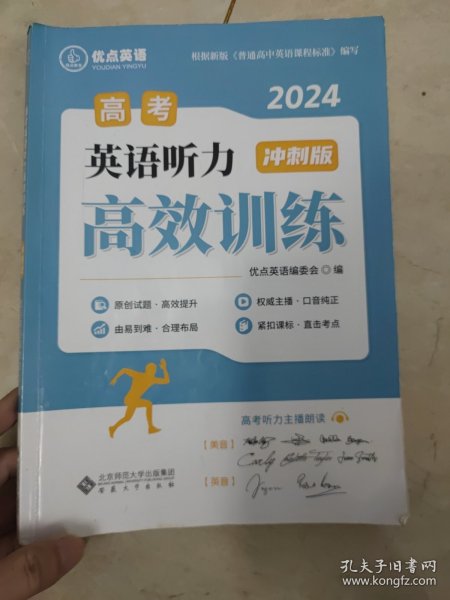 优点英语
YOUDIAN YINGYU
根据新版《普通高中英语课程标准》编写
高考
2024
英语听力
冲刺版
高效训练
优点英语编委会◎编
原创试题·高效提升
权威主播·口音纯正
由易到难·合理布局
紧扣课标·直击考点
高考听力主播朗读
【美音】
Carly
【英音】
北京师范大学出版集团
安徽大学出版社
孔夫子旧书网
www.kongfz.com